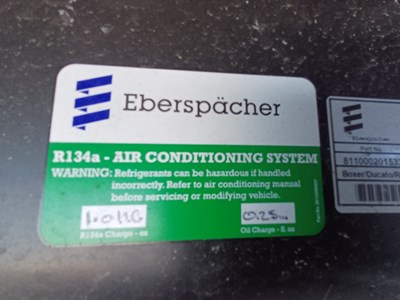 Eberspächer
R134a - AIR CONDITIONING SYSTEM
WARNING: Refrigerants can be hazardous if handled
incorrectly. Refer to air conditioning manual
before servicing or modifying vehicle.
R134a Charge - oz
Oil Charge - fl. oz
Eberspächer
Part No.
Boxer/Ducato/R